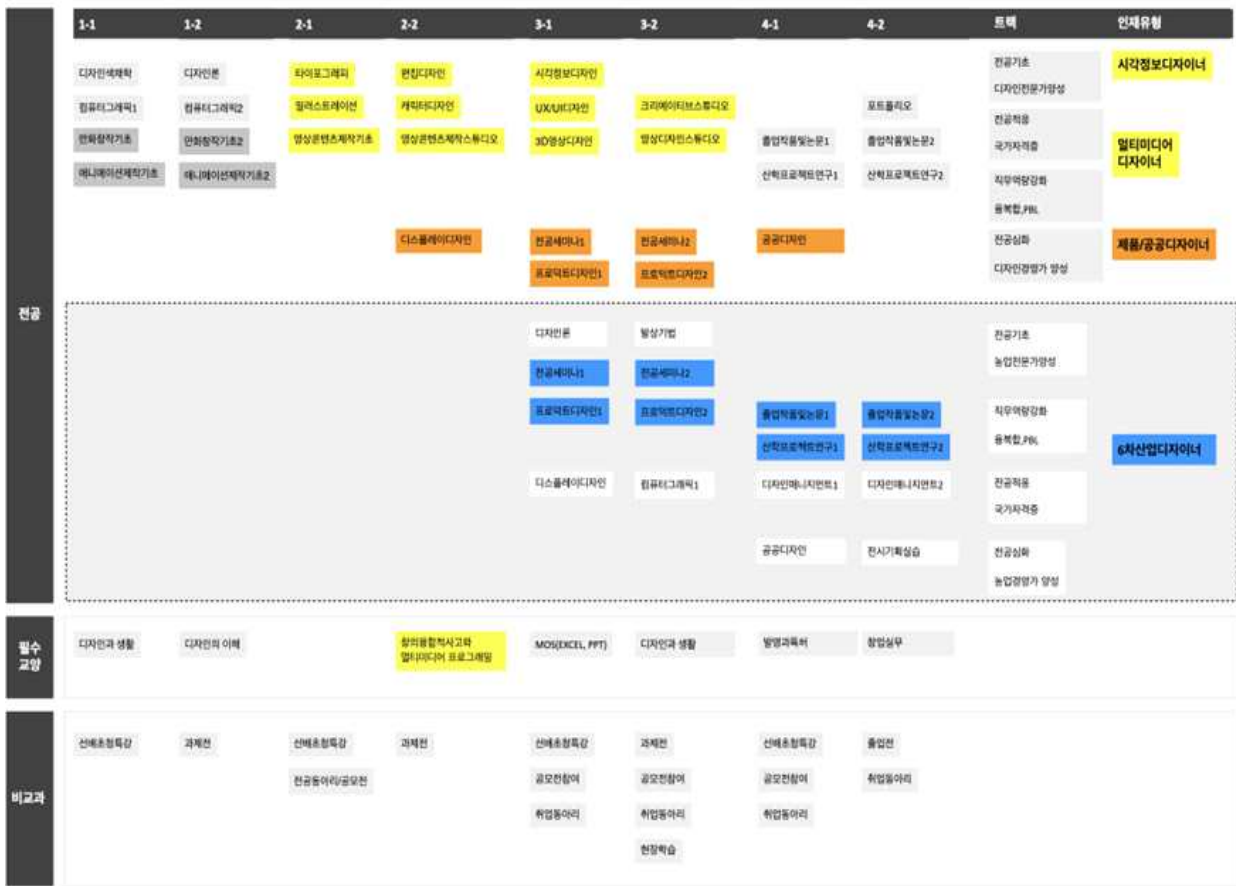 1-1 1-2 2-1 2-2 3-1 3-2 4-1 4-2 트랙 인재유형
전공
디자인색채학 디자인론 타이포그래피 편집디자인 시각정보디자인 전공기초 시각정보디자이너
디자인전문가양성
컴퓨터그래픽1 컴퓨터그래픽2 일러스트레이션 캐릭터디자인 UX/UI디자인 크리에이티브스튜디오 포트폴리오
전공적용
만화창작기초 만화창작기초2 영상콘텐츠제작기초 영상콘텐츠제작스튜디오 3D영상디자인 영상디자인스튜디오 졸업작품및논문1 졸업작품및논문2 국가자격증 멀티미디어
디자이너
애니메이션제작기초 애니메이션제작기초2 산학프로젝트연구1 산학프로젝트연구2 직무역량강화
융복합,PBL
디스플레이디자인 전공세미나1 전공세미나2 공공디자인 전공심화 제품/공공디자이너
프로덕트디자인1 프로덕트디자인2 디자인경영가 양성
디자인론 발상기법 전공기초
농업전문가양성
전공세미나1 전공세미나2
프로덕트디자인1 프로덕트디자인2 졸업작품및논문1 졸업작품및논문2 직무역량강화
산학프로젝트연구1 산학프로젝트연구2 융복합,PBL 6차산업디자이너
디스플레이디자인 컴퓨터그래픽1 디자인매니지먼트1 디자인매니지먼트2 전공적용
국가자격증
공공디자인 전시기획실습 전공심화
농업경영가 양성
필수
교양
디자인과 생활 디자인의 이해 창의융합적사고와 MOS(EXCEL, PPT) 디자인과 생활 발명과특허 창업실무
멀티미디어 프로그래밍
비교과
선배초청특강 과제전 선배초청특강 과제전 선배초청특강 과제전 선배초청특강 졸업전
전공동아리/공모전 공모전참여 공모전참여 공모전참여 취업동아리
취업동아리 취업동아리 취업동아리
현장학습